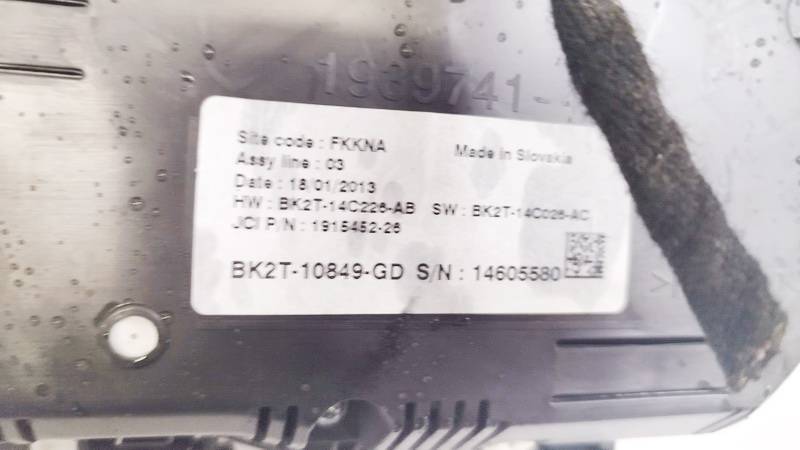 1939741-
Site code : FKKNA Made in Slovakia
Assy line : 03
Date : 18/01/2013
HW : BK2T-14C226-AB SW : BK2T-14C026-AC
JCI P/N : 1915452-26
BK2T-10849-GD S/N : 14605580